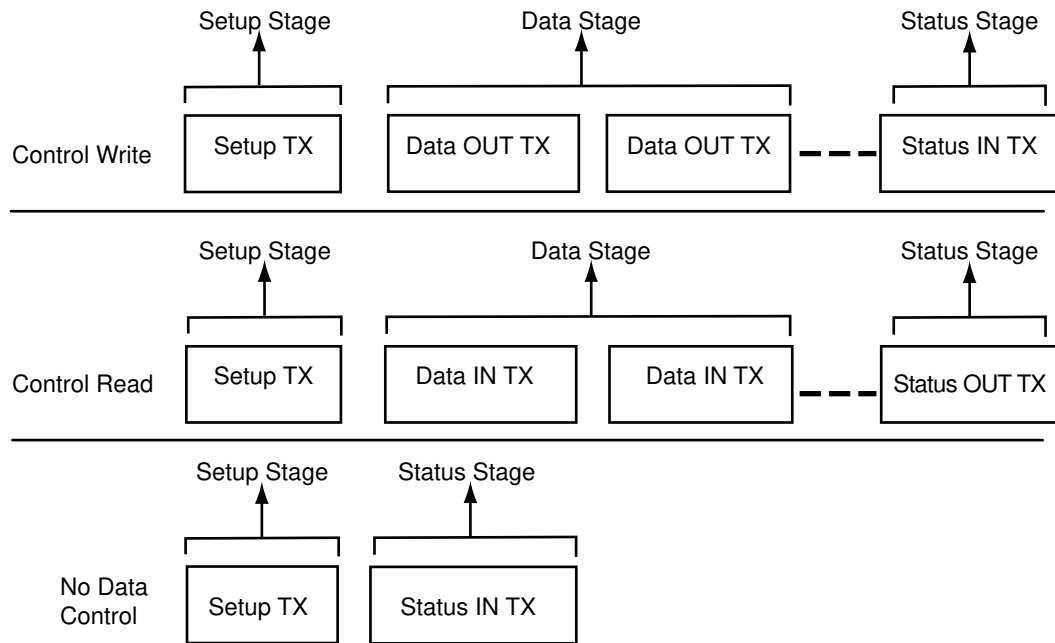 Setup Stage
Data Stage
Status Stage
Control Write
Setup TX
Data OUT TX
Data OUT TX
Status IN TX
Setup Stage
Data Stage
Status Stage
Control Read
Setup TX
Data IN TX
Data IN TX
Status OUT TX
Setup Stage
Status Stage
No Data
Control
Setup TX
Status IN TX